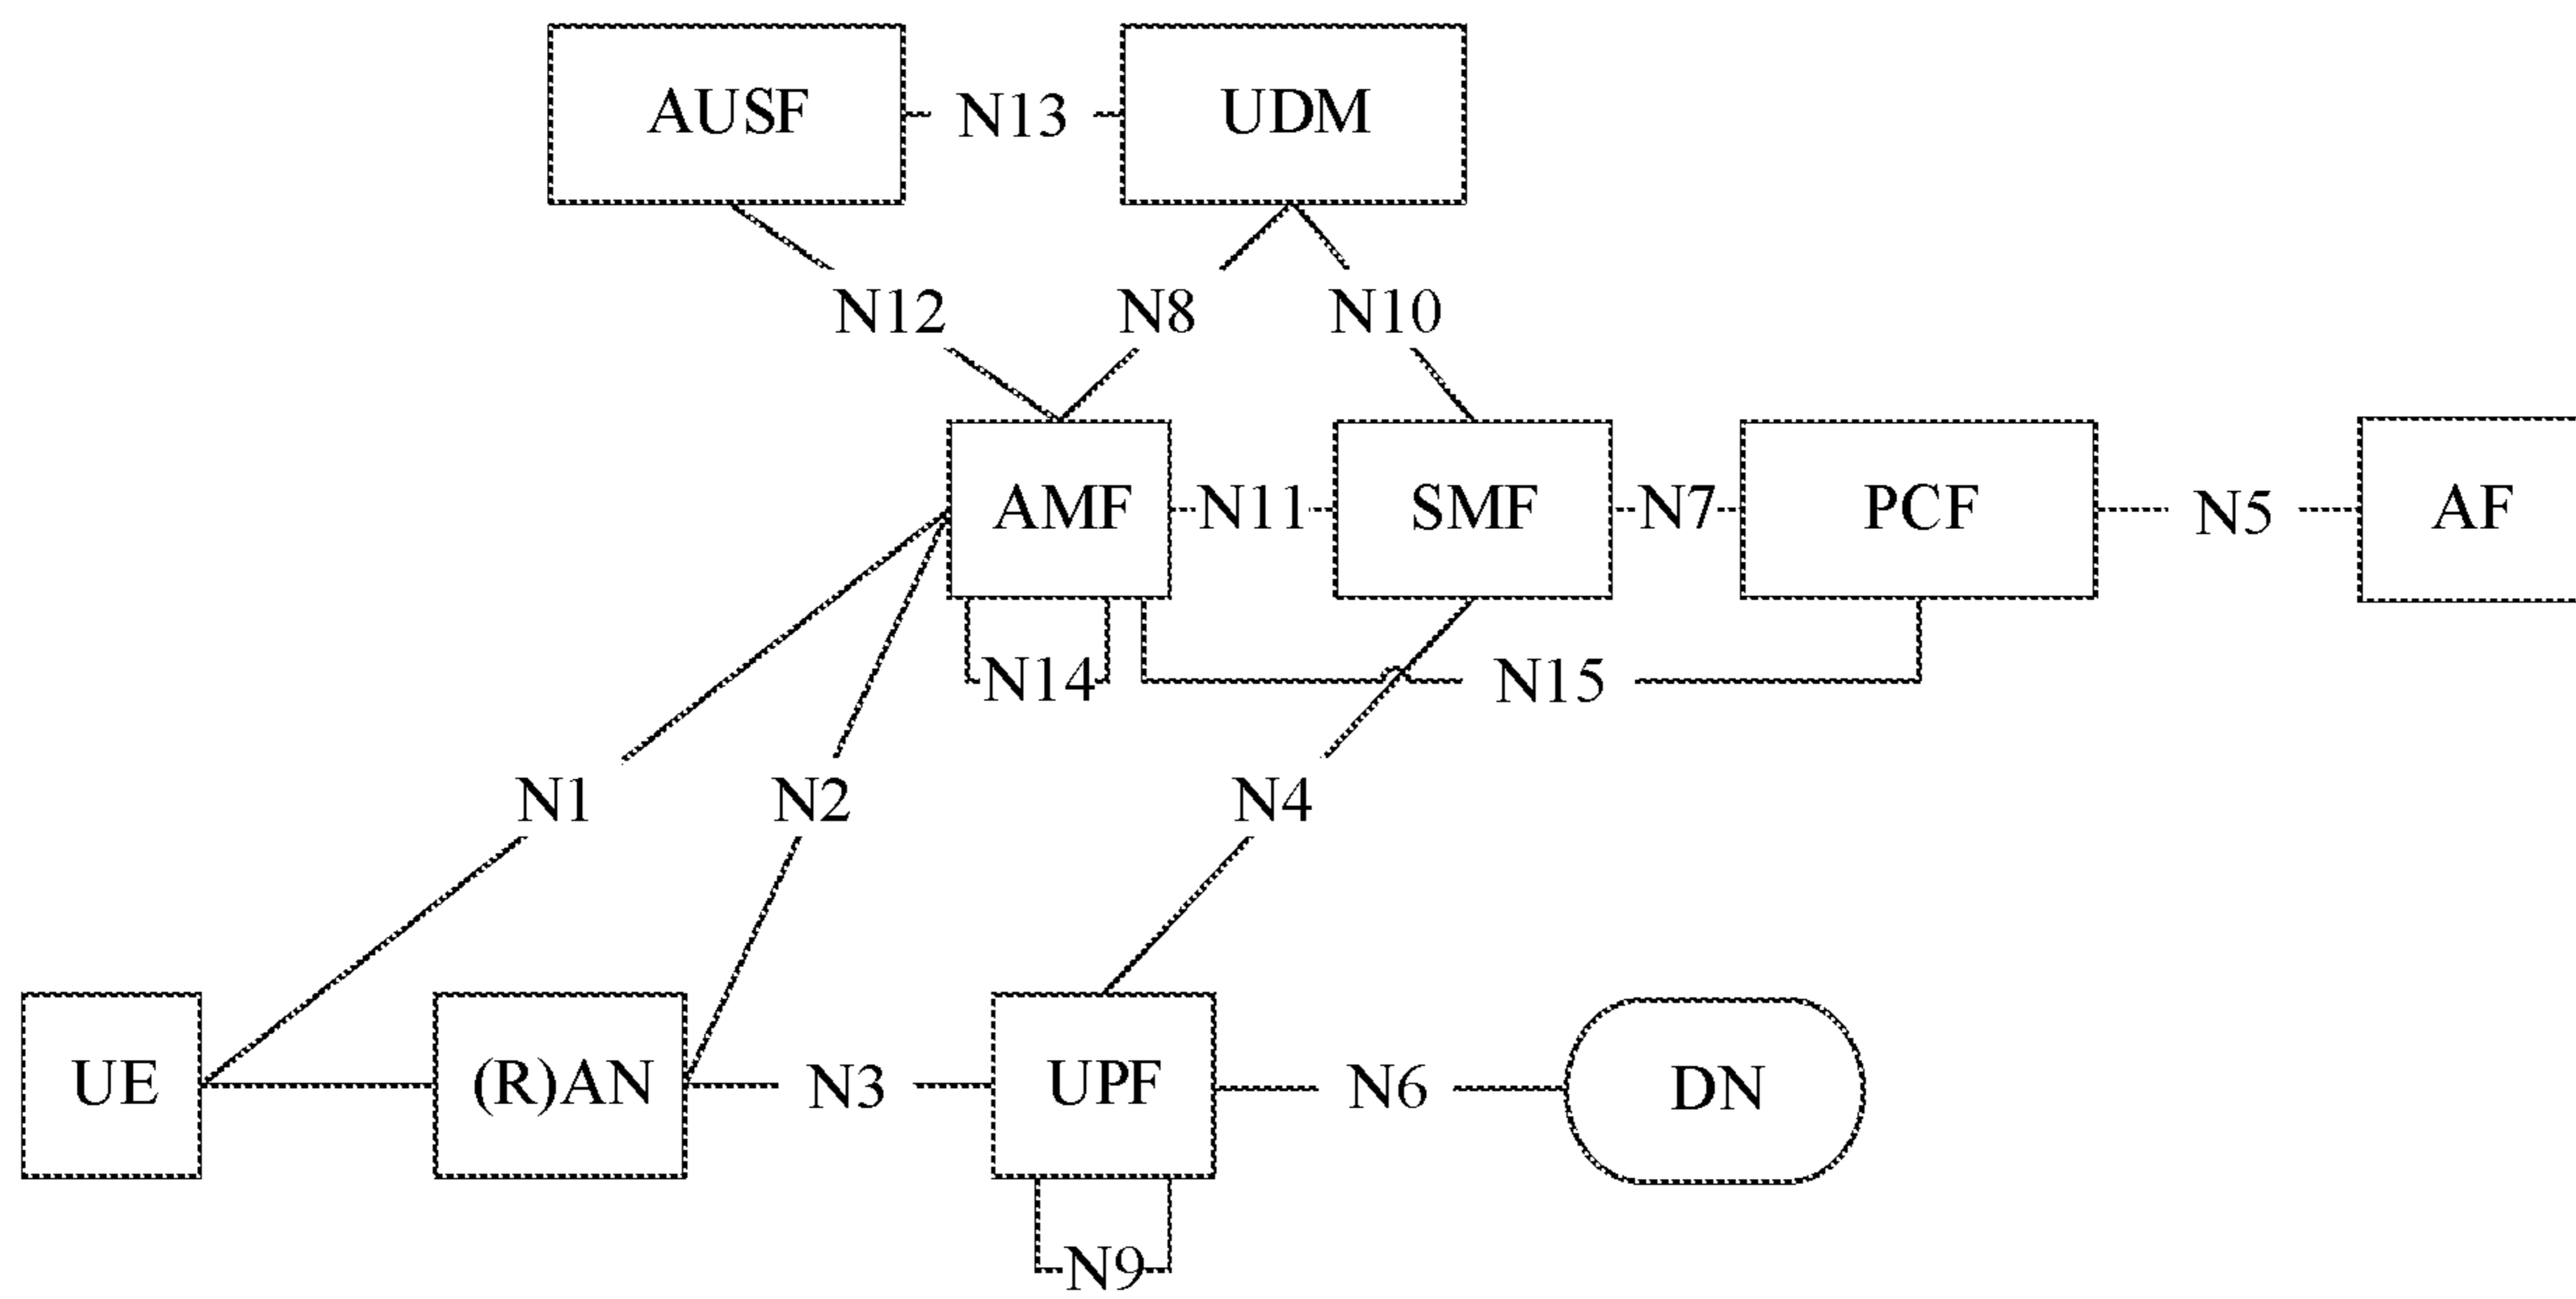 AUSF N13 UDM
N12 N8 N10
AMF N11 SMF N7 PCF N5 AF
N14 N15
N1 N2 N4
UE (R)AN N3 UPF N6 DN
N9